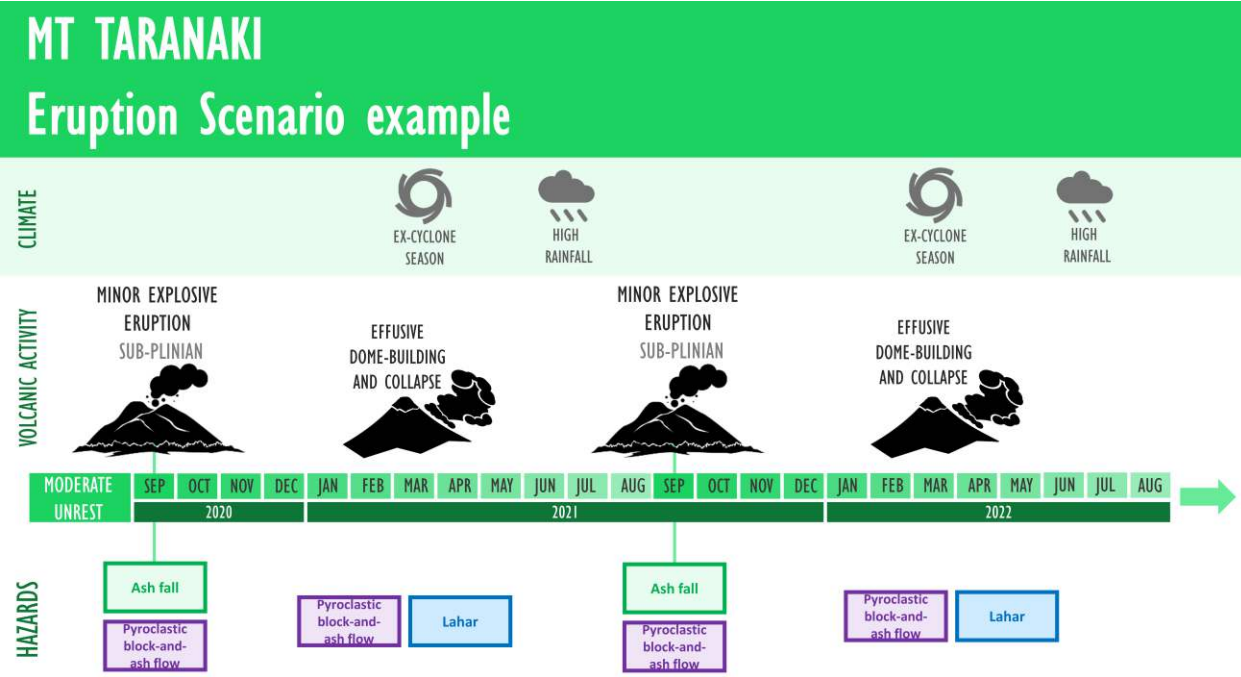 MT TARANAKI
Eruption Scenario example
CLIMATE
EX-CYCLONE
SEASON
HIGH
RAINFALL
EX-CYCLONE
SEASON
HIGH
RAINFALL
VOLCANIC ACTIVITY
MINOR EXPLOSIVE
ERUPTION
SUB-PLINIAN
EFFUSIVE
DOME-BUILDING
AND COLLAPSE
MINOR EXPLOSIVE
ERUPTION
SUB-PLINIAN
EFFUSIVE
DOME-BUILDING
AND COLLAPSE
MODERATE
UNREST
SEP OCT NOV DEC JAN FEB MAR APR MAY JUN JUL AUG SEP OCT NOV DEC JAN FEB MAR APR MAY JUN JUL AUG
2020 2021 2022
HAZARDS
Ash fall
Pyroclastic
block-and-
ash flow
Pyroclastic
block-and-
ash flow
Lahar
Ash fall
Pyroclastic
block-and-
ash flow
Pyroclastic
block-and-
ash flow
Lahar